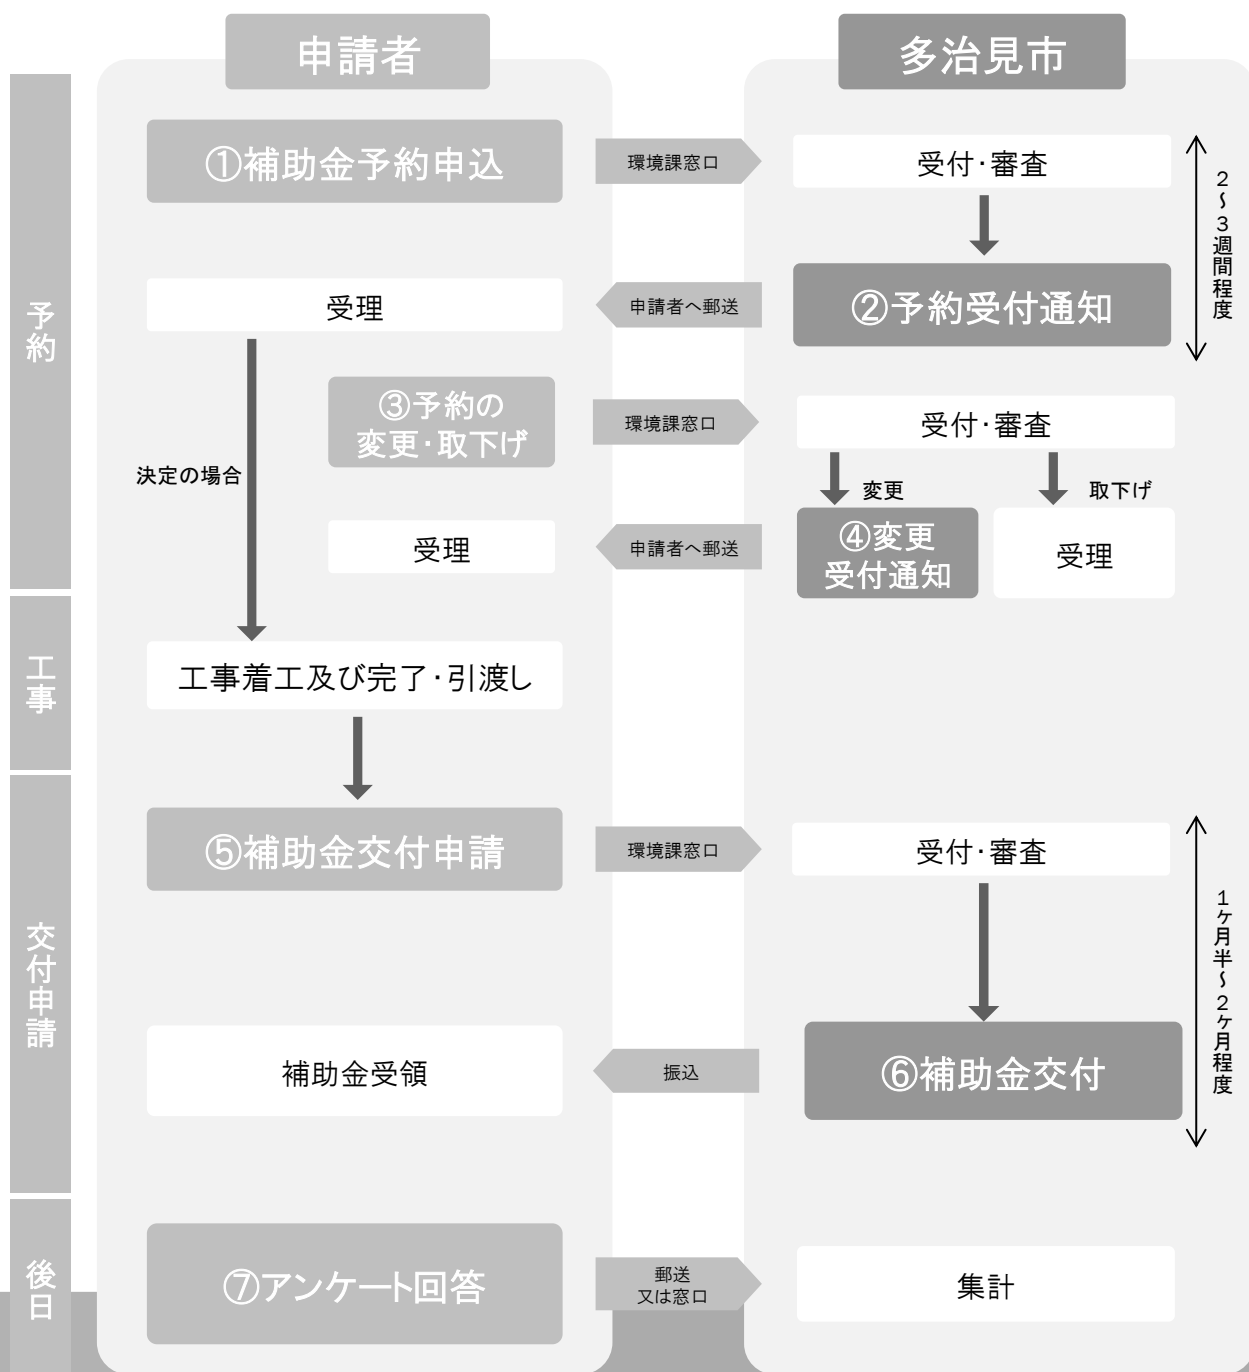 申請者
多治見市
予約
①補助金予約申込
環境課窓口
受付・審査
2～3週間程度
受理
申請者へ郵送
②予約受付通知
決定の場合
③予約の
変更・取下げ
環境課窓口
受付・審査
変更
取下げ
受理
申請者へ郵送
④変更
受付通知
受理
工事
工事着工及び完了・引渡し
交付申請
⑤補助金交付申請
環境課窓口
受付・審査
1ヶ月半～2ヶ月程度
補助金受領
振込
⑥補助金交付
後日
⑦アンケート回答
郵送
又は窓口
集計